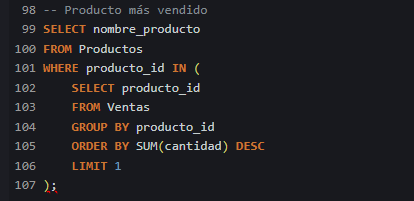 98 -- Producto más vendido
99 SELECT nombre_producto
100 FROM Productos
101 WHERE producto_id IN (
102     SELECT producto_id
103     FROM Ventas
104     GROUP BY producto_id
105     ORDER BY SUM(cantidad) DESC
106     LIMIT 1
107 );